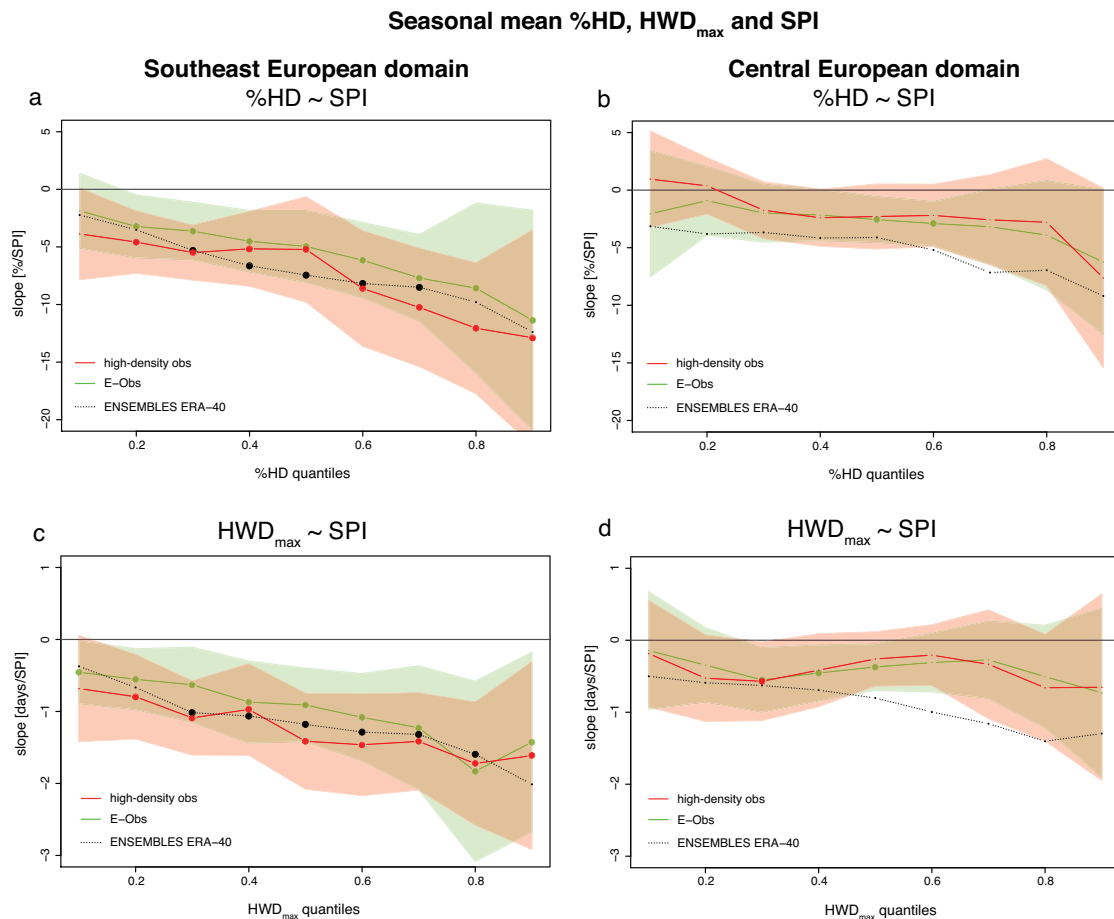 Seasonal mean %HD, HWDmax and SPI
Southeast European domain
Central European domain
a
%HD ~ SPI
b
%HD ~ SPI
slope [%/SPI]
5
0
−5
−10
−15
−20
high−density obs
E−Obs
ENSEMBLES ERA−40
0.2
0.4
0.6
0.8
%HD quantiles
slope [%/SPI]
5
0
−5
−10
−15
−20
high−density obs
E−Obs
ENSEMBLES ERA−40
0.2
0.4
0.6
0.8
%HD quantiles
c
HWDmax ~ SPI
d
HWDmax ~ SPI
slope [days/SPI]
1
0
−1
−2
−3
high−density obs
E−Obs
ENSEMBLES ERA−40
0.2
0.4
0.6
0.8
HWDmax quantiles
slope [days/SPI]
1
0
−1
−2
−3
high−density obs
E−Obs
ENSEMBLES ERA−40
0.2
0.4
0.6
0.8
HWDmax quantiles